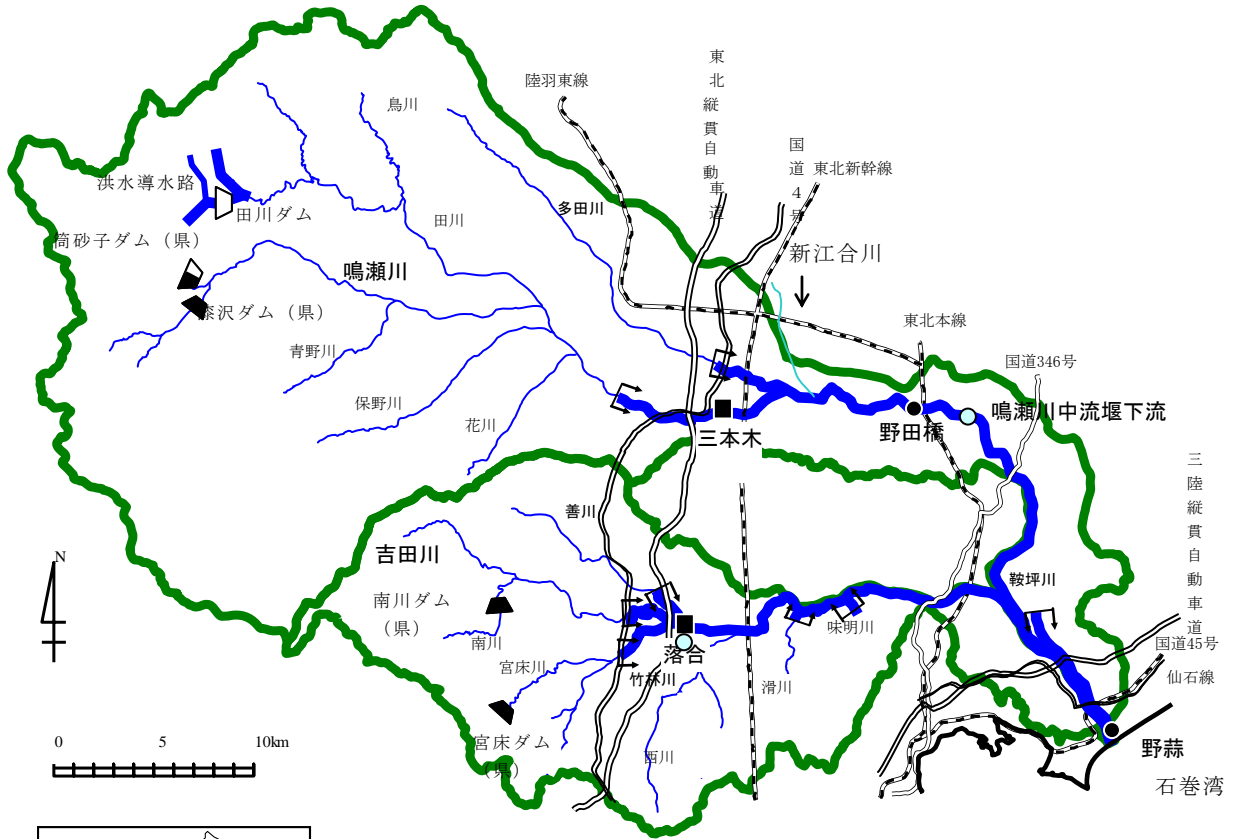 東北縦貫自動車道
陸羽東線
烏川
国道4号
東北新幹線
洪水導水路
田川ダム
多田川
田川
筒砂子ダム（県）
新江合川
鳴瀬川
漆沢ダム（県）
東北本線
青野川
国道346号
保野川
鳴瀬川中流堰下流
花川
三本木
野田橋
三陸縦貫自動車道
善川
吉田川
N
鞍坪川
南川ダム
（県）
味明川
南川
落合
国道45号
宮床川
竹林川
滑川
仙石線
0 5 10km
宮床ダム
（県）
西川
野蒜
石巻湾